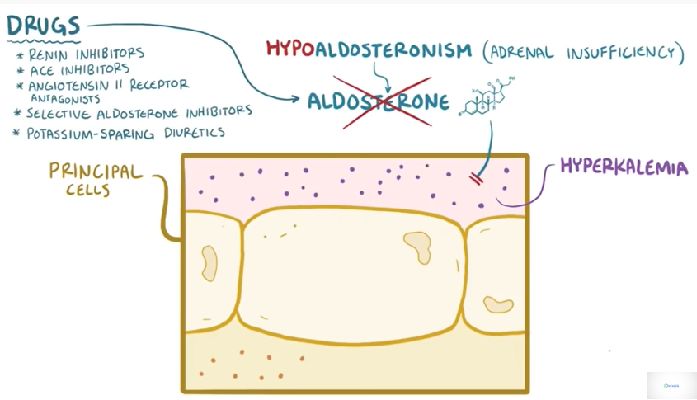 DRUGS
* RENIN INHIBITORS
* ACE INHIBITORS
* ANGIOTENSIN II RECEPTOR
ANTAGONISTS
* SELECTIVE ALDOSTERONE INHIBITORS
* POTASSIUM-SPARING DIURETICS
HYPOALDOSTERONISM (ADRENAL INSUFFICIENCY)
ALDOSTERONE
PRINCIPAL
CELLS
HYPERKALEMIA